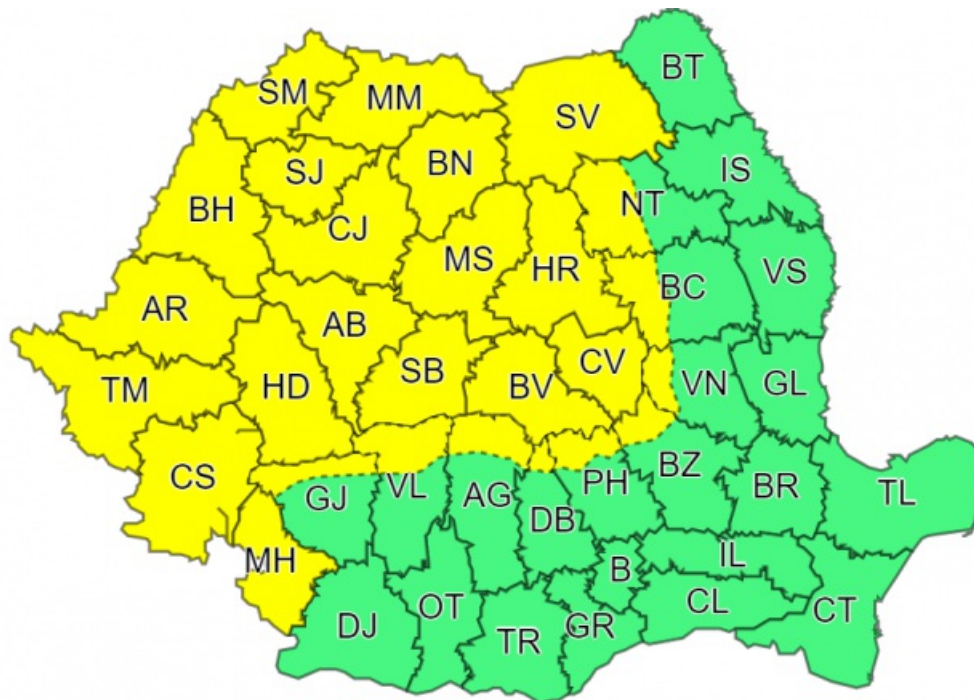 BT
SM
MM
SV
IS
SJ
BN
NT
BH
CJ
MS
HR
BC
VS
AR
AB
TM
HD
SB
BV
CV
VN
GL
CS
GJ
VL
AG
PH
DB
BZ
BR
TL
MH
B
IL
DJ
OT
TR
GR
CL
CT